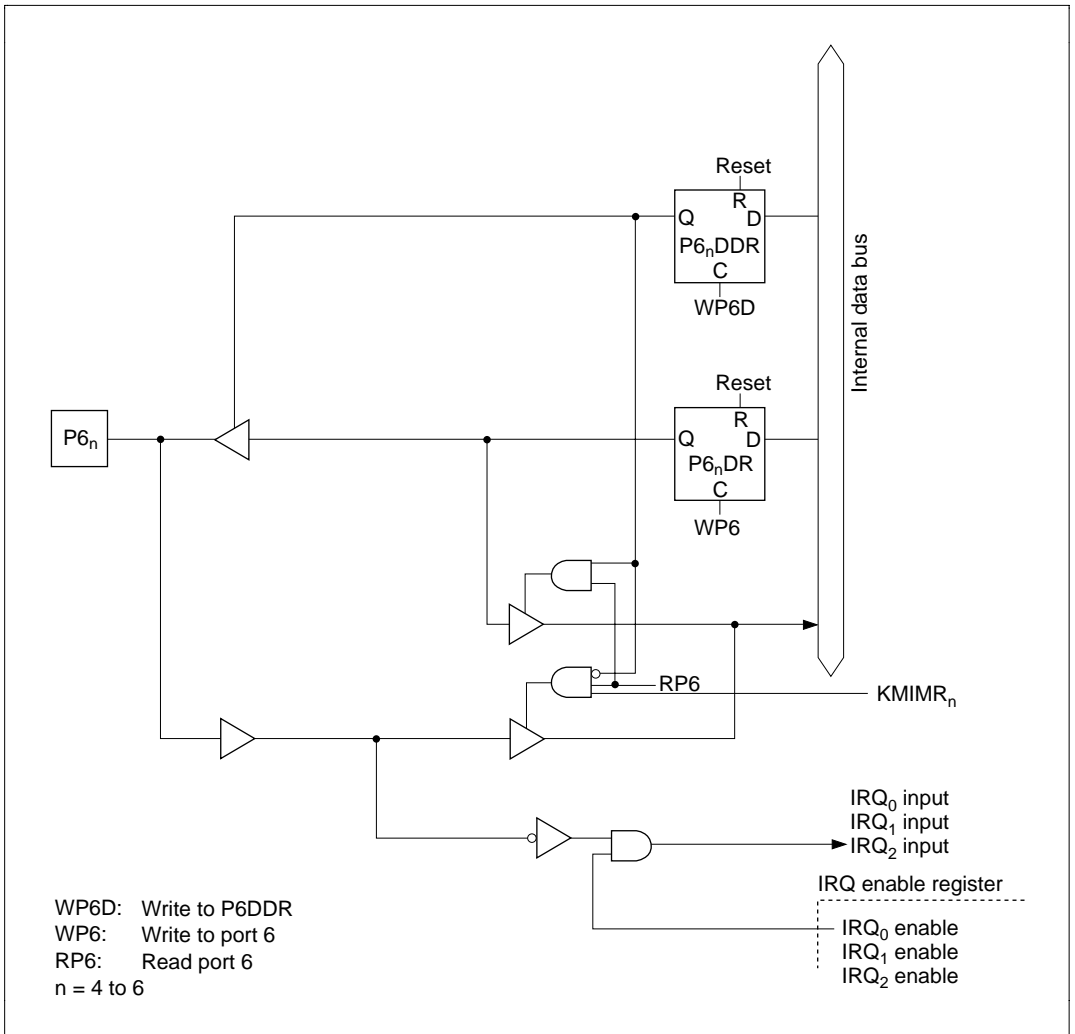 Reset
R
Q D
P6nDDR
C
WP6D
Internal data bus
Reset
R
P6n
Q D
P6nDR
C
WP6
RP6
KMIMRn
IRQ0 input
IRQ1 input
IRQ2 input
IRQ enable register
IRQ0 enable
IRQ1 enable
IRQ2 enable
WP6D: Write to P6DDR
WP6: Write to port 6
RP6: Read port 6
n = 4 to 6